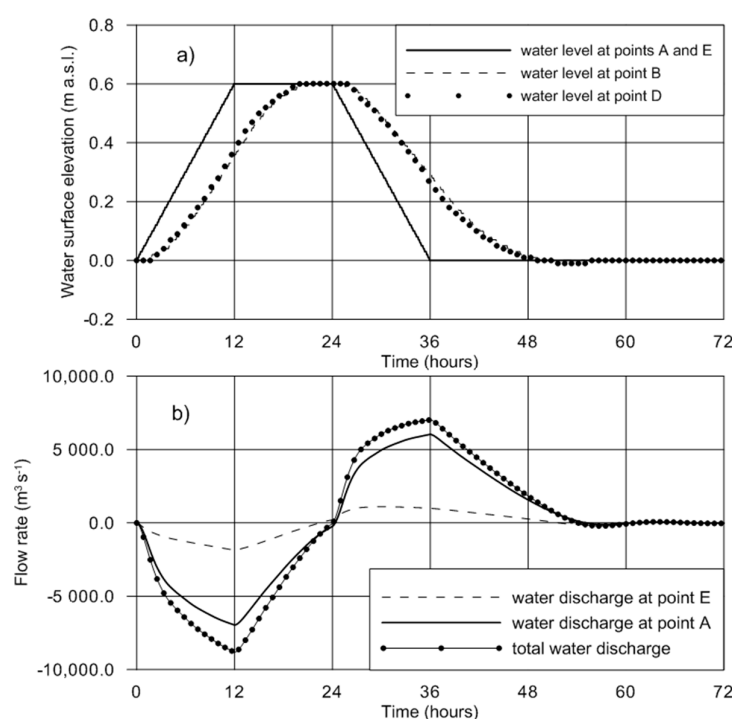 0.8
a)
water level at points A and E
water level at point B
water level at point D
0.6
0.4
0.2
0.0
-0.2
Water surface elevation (m a.s.l.)
0 12 24 36 48 60 72
Time (hours)
10,000.0
b)
5 000.0
0.0
-5 000.0
-10,000.0
Flow rate (m³ s⁻¹)
water discharge at point E
water discharge at point A
total water discharge
0 12 24 36 48 60 72
Time (hours)